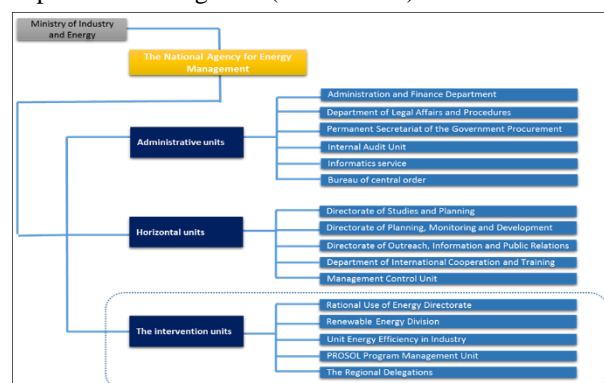 Ministry of Industry
and Energy
The National Agency for Energy
Management
Administrative units
Administration and Finance Department
Department of Legal Affairs and Procedures
Permanent Secretariat of the Government Procurement
Internal Audit Unit
Informatics service
Bureau of central order
Horizontal units
Directorate of Studies and Planning
Directorate of Planning, Monitoring and Development
Directorate of Outreach, Information and Public Relations
Department of International Cooperation and Training
Management Control Unit
The intervention units
Rational Use of Energy Directorate
Renewable Energy Division
Unit Energy Efficiency in Industry
PROSOL Program Management Unit
The Regional Delegations